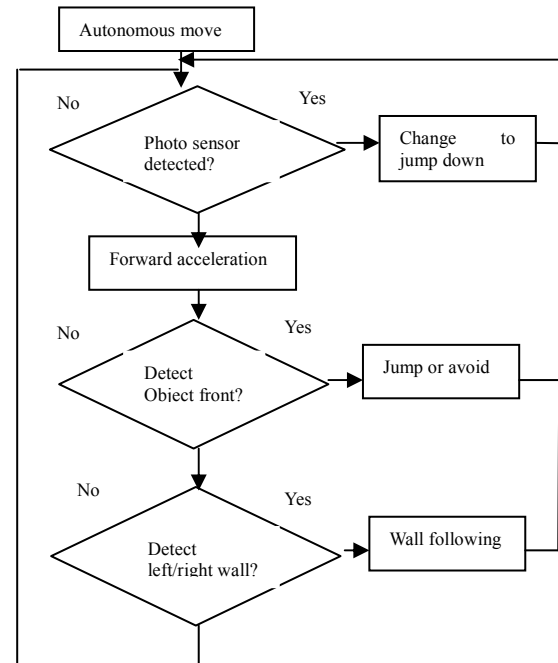 Autonomous move
No
Yes
Photo sensor
detected?
Change to
jump down
Forward acceleration
No
Yes
Detect
Object front?
Jump or avoid
No
Yes
Detect
left/right wall?
Wall following